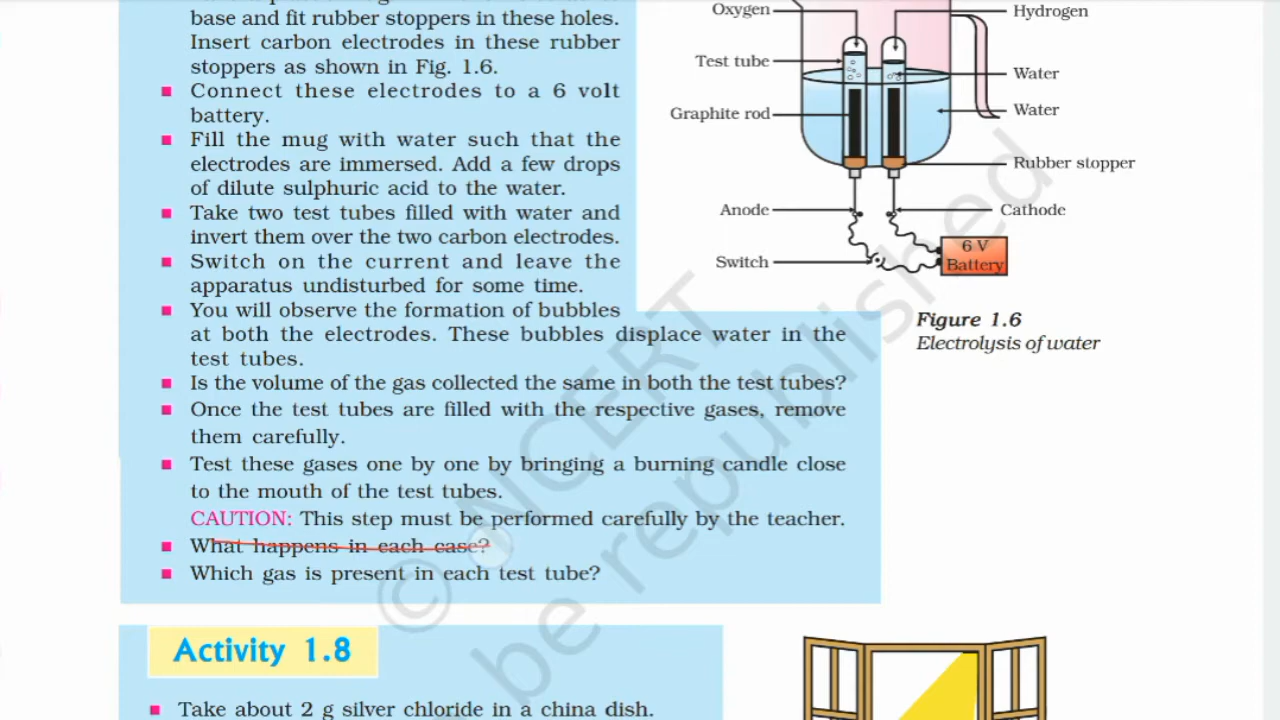 base and fit rubber stoppers in these holes.
Insert carbon electrodes in these rubber
stoppers as shown in Fig. 1.6.
Connect these electrodes to a 6 volt
battery.
Fill the mug with water such that the
electrodes are immersed. Add a few drops
of dilute sulphuric acid to the water.
Take two test tubes filled with water and
invert them over the two carbon electrodes.
Switch on the current and leave the
apparatus undisturbed for some time.
You will observe the formation of bubbles
at both the electrodes. These bubbles displace water in the
test tubes.
Is the volume of the gas collected the same in both the test tubes?
Once the test tubes are filled with the respective gases, remove
them carefully.
Test these gases one by one by bringing a burning candle close
to the mouth of the test tubes.
CAUTION: This step must be performed carefully by the teacher.
What happens in each case?
Which gas is present in each test tube?
Oxygen
Hydrogen
Test tube
Water
Graphite rod
Water
Rubber stopper
Anode
Cathode
Switch
6 V
Battery
Figure 1.6
Electrolysis of water
© NCERT
be republished
Activity 1.8
Take about 2 g silver chloride in a china dish.